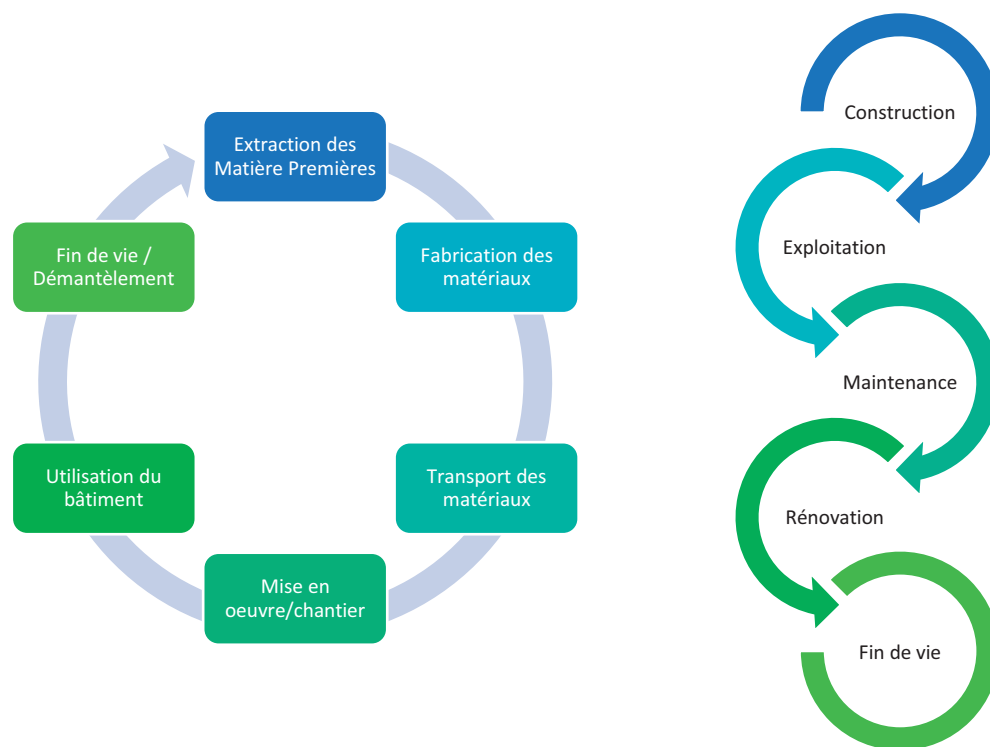 Extraction des
Matière Premières
Fabrication des
matériaux
Transport des
matériaux
Mise en
oeuvre/chantier
Utilisation du
bâtiment
Fin de vie /
Démantèlement
Construction
Exploitation
Maintenance
Rénovation
Fin de vie